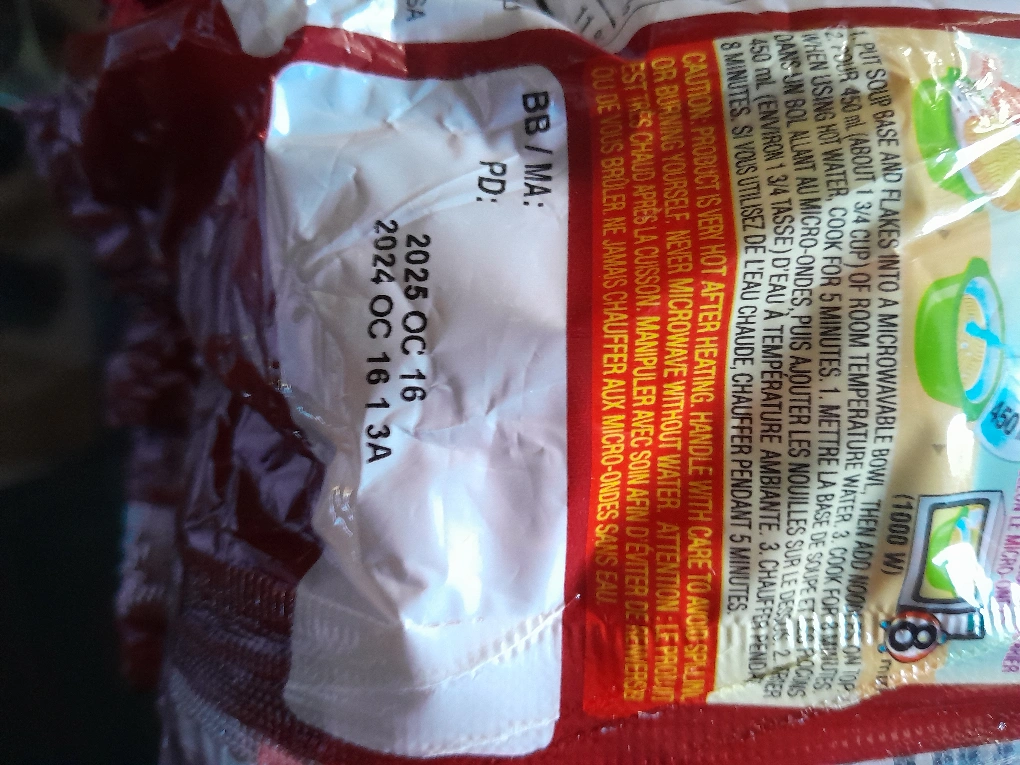 BB / MA:
PD:
2025 OC 16
2024 OC 16 1 3A
1. PUT SOUP BASE AND FLAKES INTO A MICROWAVABLE BOWL, THEN ADD NOODLES ON TOP.
2. POUR 450 mL (ABOUT 1 3/4 CUP) OF ROOM TEMPERATURE WATER. 3. COOK FOR 8 MINUTES.
WHEN USING HOT WATER, COOK FOR 5 MINUTES. 1. METTRE LA BASE DE SOUPE ET FLOCONS
DANS UN BOL ALLANT AU MICRO-ONDES, PUIS AJOUTER LES NOUILLES SUR LE DESSUS. 2. VERSER
450 mL (ENVIRON 1 3/4 TASSE) D'EAU À TEMPÉRATURE AMBIANTE. 3. CHAUFFER PENDANT
8 MINUTES. SI VOUS UTILISEZ DE L'EAU CHAUDE, CHAUFFER PENDANT 5 MINUTES.
CAUTION: PRODUCT IS VERY HOT AFTER HEATING. HANDLE WITH CARE TO AVOID SPILLING
OR BURNING YOURSELF. NEVER MICROWAVE WITHOUT WATER. ATTENTION : LE PRODUIT
EST TRÈS CHAUD APRÈS LA CUISSON. MANIPULER AVEC SOIN AFIN D'ÉVITER DE RENVERSER
OU DE VOUS BRÛLER. NE JAMAIS CHAUFFER AUX MICRO-ONDES SANS EAU.
450
(1000 W)
8